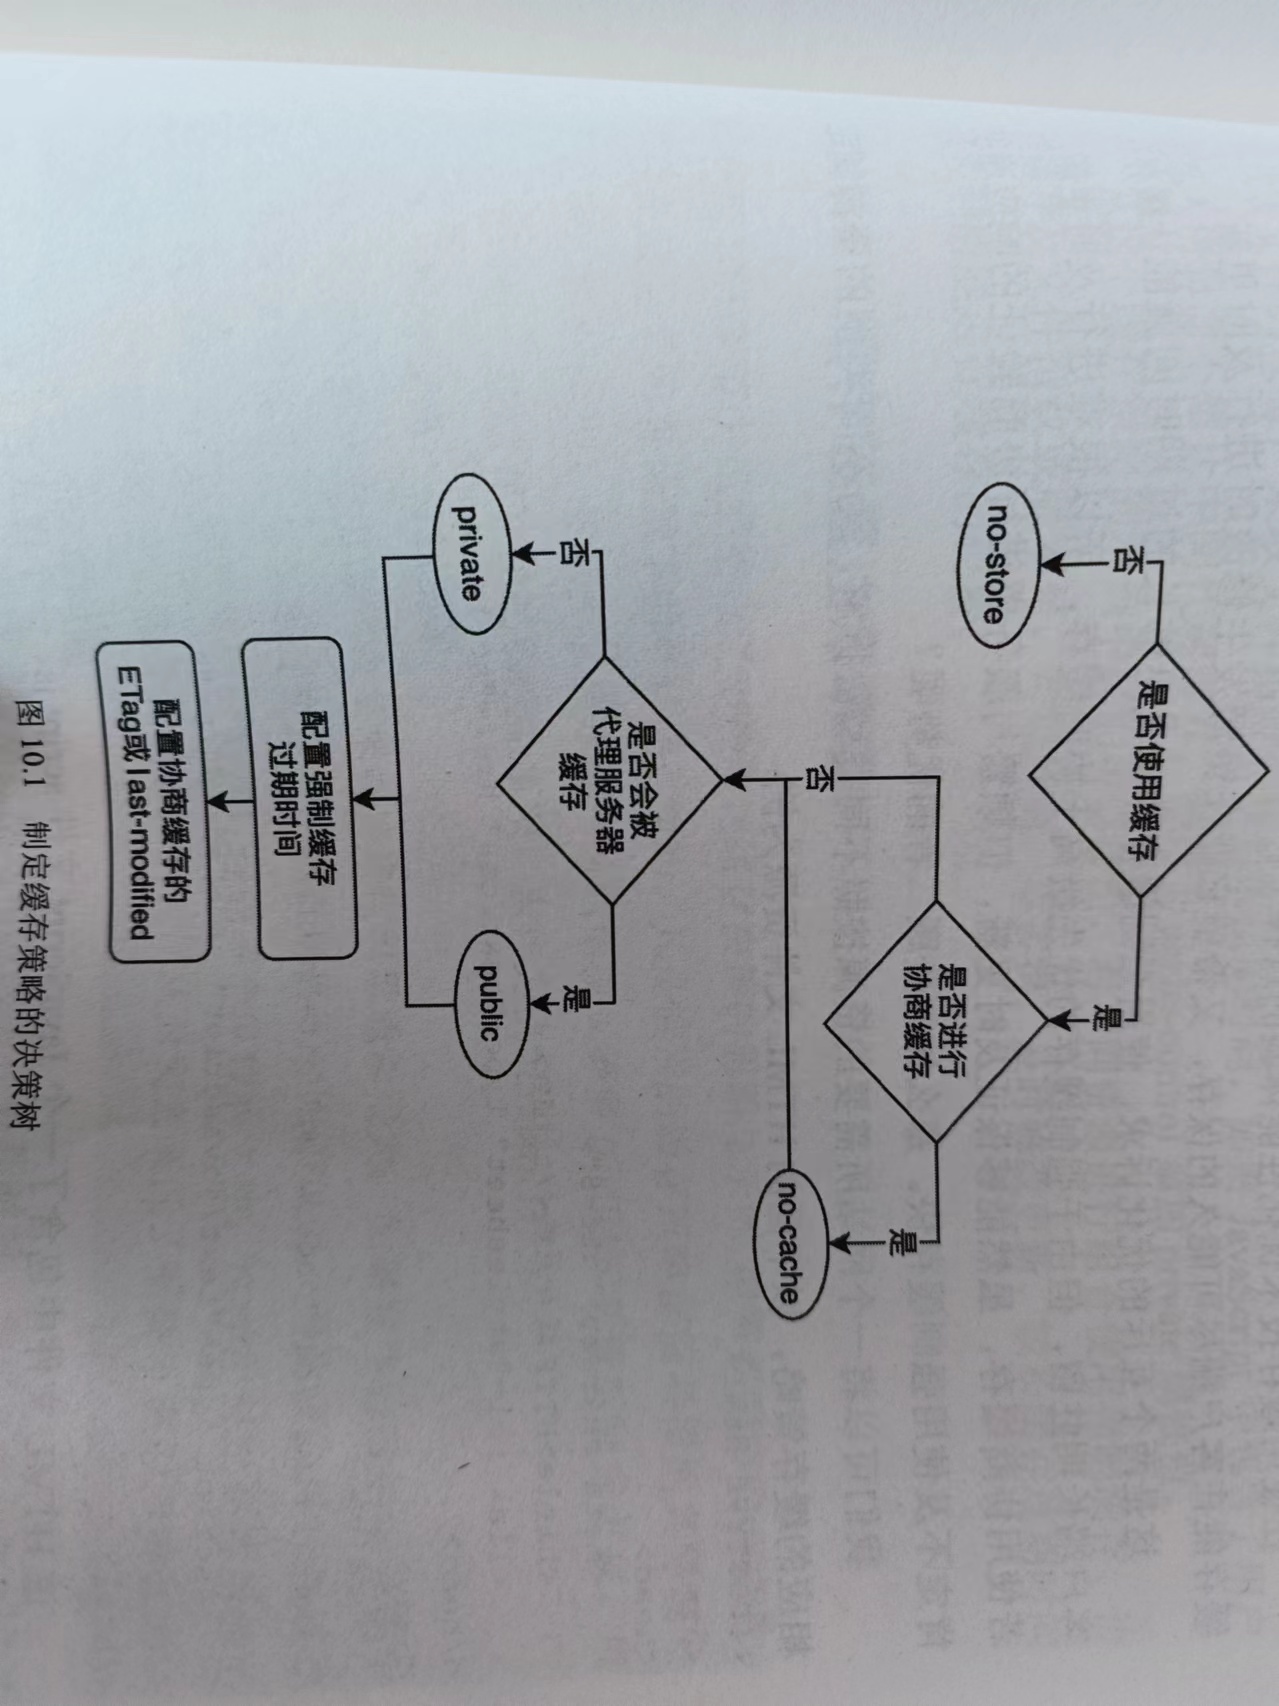 是否使用缓存
否
是
no-store
是否进行
协商缓存
否
是
no-cache
是否会被
代理服务器
缓存
否
是
private
public
配置强制缓存
过期时间
配置协商缓存的
ETag或last-modified
图 10.1 制定缓存策略的决策树